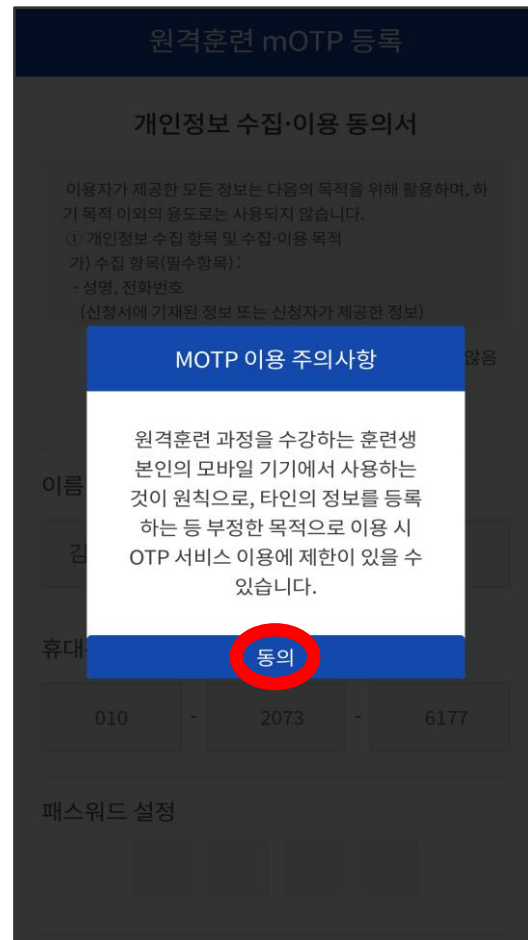 원격훈련 mOTP 등록
개인정보 수집·이용 동의서
이용자가 제공한 모든 정보는 다음의 목적을 위해 활용하며, 하
기 목적 이외의 용도로는 사용되지 않습니다.
① 개인정보 수집 항목 및 수집·이용 목적
가) 수집 항목(필수항목) :
- 성명, 전화번호
(신청서에 기재된 정보 또는 신청자가 제공한 정보)
않음
MOTP 이용 주의사항
원격훈련 과정을 수강하는 훈련생
본인의 모바일 기기에서 사용하는
것이 원칙으로, 타인의 정보를 등록
하는 등 부정한 목적으로 이용 시
OTP 서비스 이용에 제한이 있을 수
있습니다.
동의
이름
김
휴대
010 - 2073 - 6177
패스워드 설정